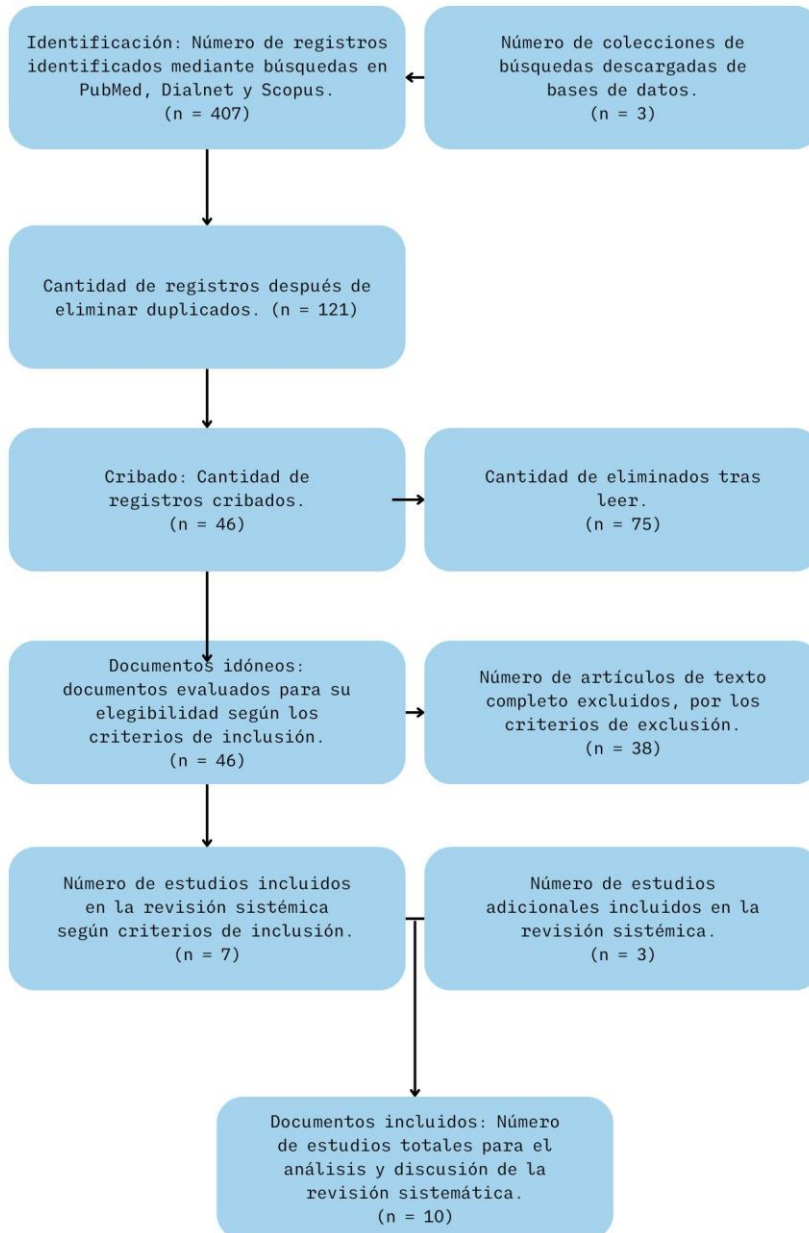 Identificación: Número de registros
identificados mediante búsquedas en
PubMed, Dialnet y Scopus.
(n = 407)
Número de colecciones de
búsquedas descargadas de
bases de datos.
(n = 3)
Cantidad de registros después de
eliminar duplicados. (n = 121)
Cribado: Cantidad de
registros cribados.
(n = 46)
Cantidad de eliminados tras
leer.
(n = 75)
Documentos idóneos:
documentos evaluados para su
elegibilidad según los
criterios de inclusión.
(n = 46)
Número de artículos de texto
completo excluidos, por los
criterios de exclusión.
(n = 38)
Número de estudios incluidos
en la revisión sistémica
según criterios de inclusión.
(n = 7)
Número de estudios
adicionales incluidos en la
revisión sistémica.
(n = 3)
Documentos incluidos: Número
de estudios totales para el
análisis y discusión de la
revisión sistemática.
(n = 10)